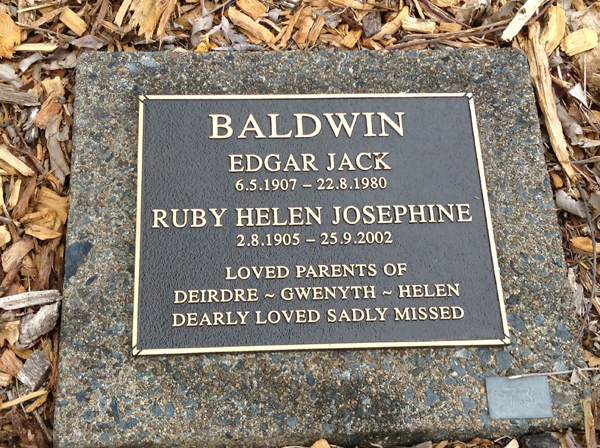 BALDWIN
EDGAR JACK
6.5.1907 – 22.8.1980
RUBY HELEN JOSEPHINE
2.8.1905 – 25.9.2002
LOVED PARENTS OF
DEIRDRE ~ GWENYTH ~ HELEN
DEARLY LOVED SADLY MISSED